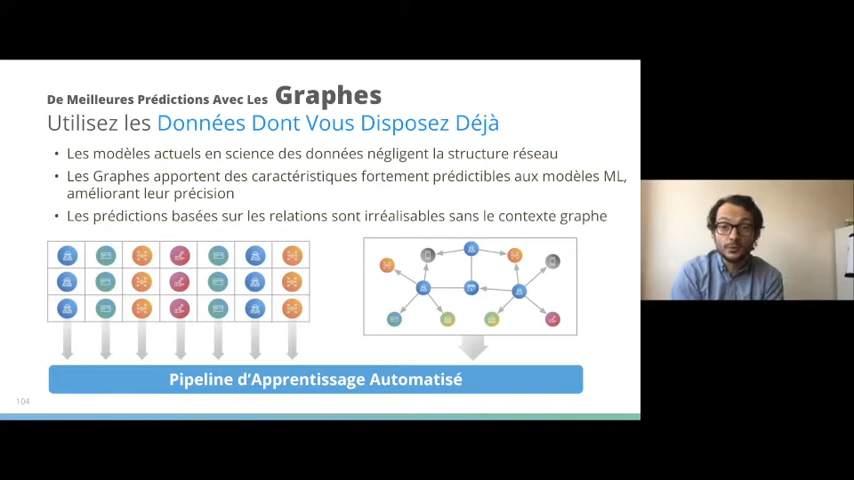 De Meilleures Prédictions Avec Les Graphes
Utilisez les Données Dont Vous Disposez Déjà
• Les modèles actuels en science des données négligent la structure réseau
• Les Graphes apportent des caractéristiques fortement prédictibles aux modèles ML,
améliorant leur précision
• Les prédictions basées sur les relations sont irréalisables sans le contexte graphe
Pipeline d'Apprentissage Automatisé
104